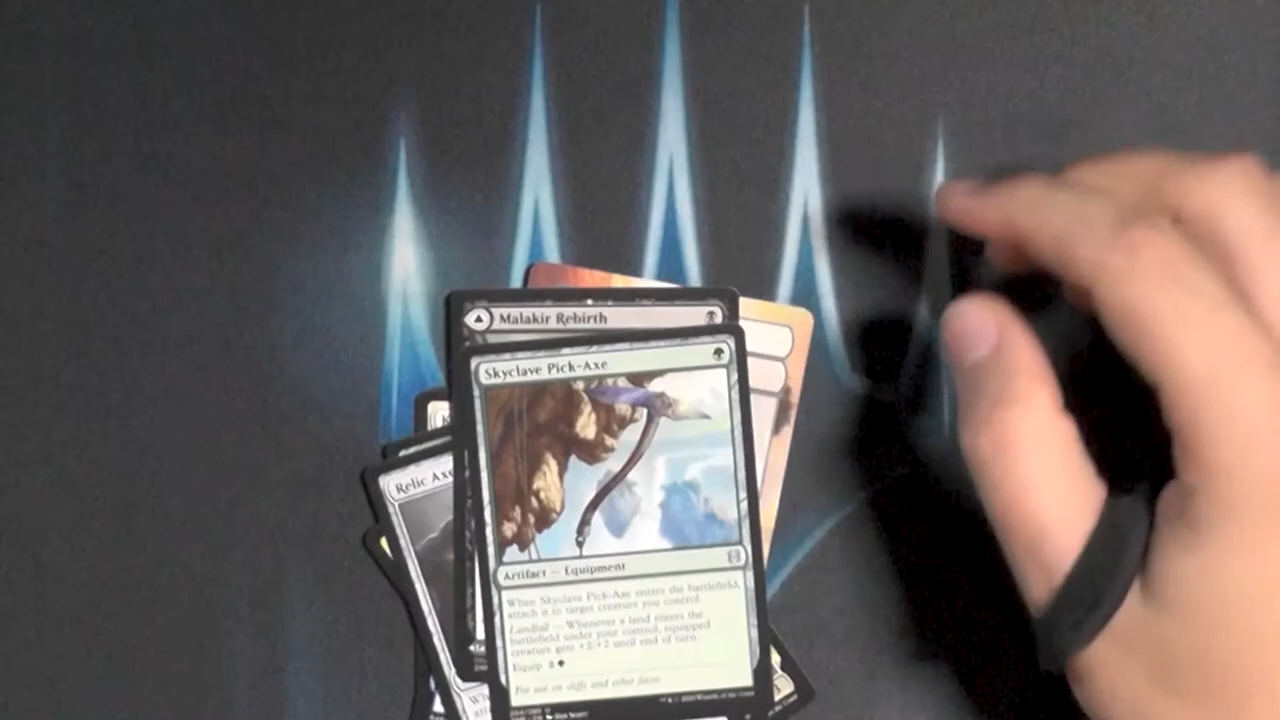 Malakir Rebirth
Skyclave Pick-Axe
Relic Axe
Artifact — Equipment
When Skyclave Pick-Axe enters the battlefield,
attach it to target creature you control.
Landfall — Whenever a land enters the
battlefield under your control, equipped
creature gets +2/+2 until end of turn.
Equip 2
For use on cliffs and other faces